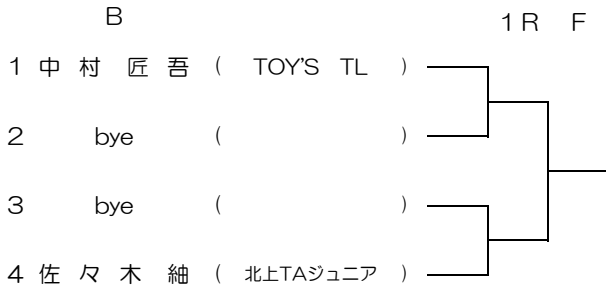 B 1R F
1 中 村 匠 吾 ( TOY'S TL )
2 bye ( )
3 bye ( )
4 佐 々 木 紬 ( 北上TAジュニア )